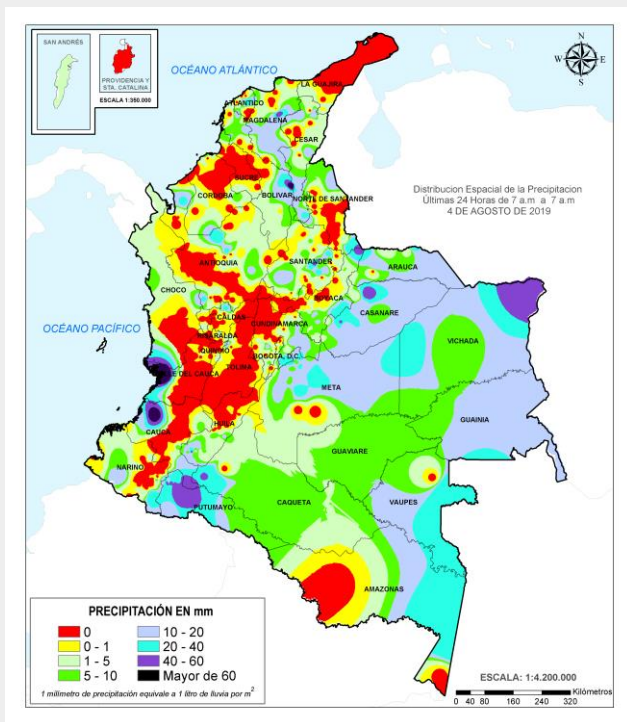 SAN ANDRÉS
PROVIDENCIA Y
STA. CATALINA
ESCALA 1:350.000
OCÉANO ATLÁNTICO
N
W E
S
LA GUAJIRA
ATLANTICO
MAGDALENA
CESAR
SUCRE
CORDOBA
BOLIVAR
NORTE DE SANTANDER
Distribucion Espacial de la Precipitacion
Últimas 24 Horas de 7 a.m a 7 a.m
4 DE AGOSTO DE 2019
ANTIOQUIA
SANTANDER
ARAUCA
CHOCO
BOYACA
CASANARE
OCÉANO PACÍFICO
CALDAS
CUNDINAMARCA
RISARALDA
VICHADA
QUINDIO
BOGOTA, D.C.
TOLIMA
VALLE DEL CAUCA
META
GUAINIA
HUILA
CAUCA
GUAVIARE
NARIÑO
CAQUETA
VAUPES
PUTUMAYO
AMAZONAS
PRECIPITACIÓN EN mm
0 10 - 20
0 - 1 20 - 40
1 - 5 40 - 60
5 - 10 Mayor de 60
1 milimetro de precipitación equivale a 1 litro de lluvia por m²
ESCALA: 1:4.200.000
Kilómetros
0 40 80 160 240 320